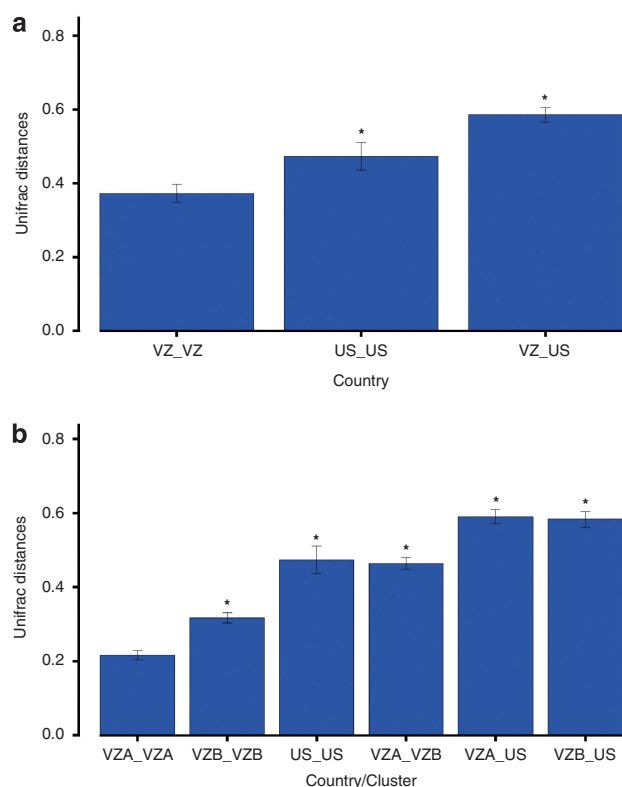 a
0.8
0.6
0.4
0.2
0.0
Unifrac distances
*
*
VZ_VZ US_US VZ_US
Country
b
0.8
0.6
0.4
0.2
0.0
Unifrac distances
*
*
*
*
*
VZA_VZA VZB_VZB US_US VZA_VZB VZA_US VZB_US
Country/Cluster